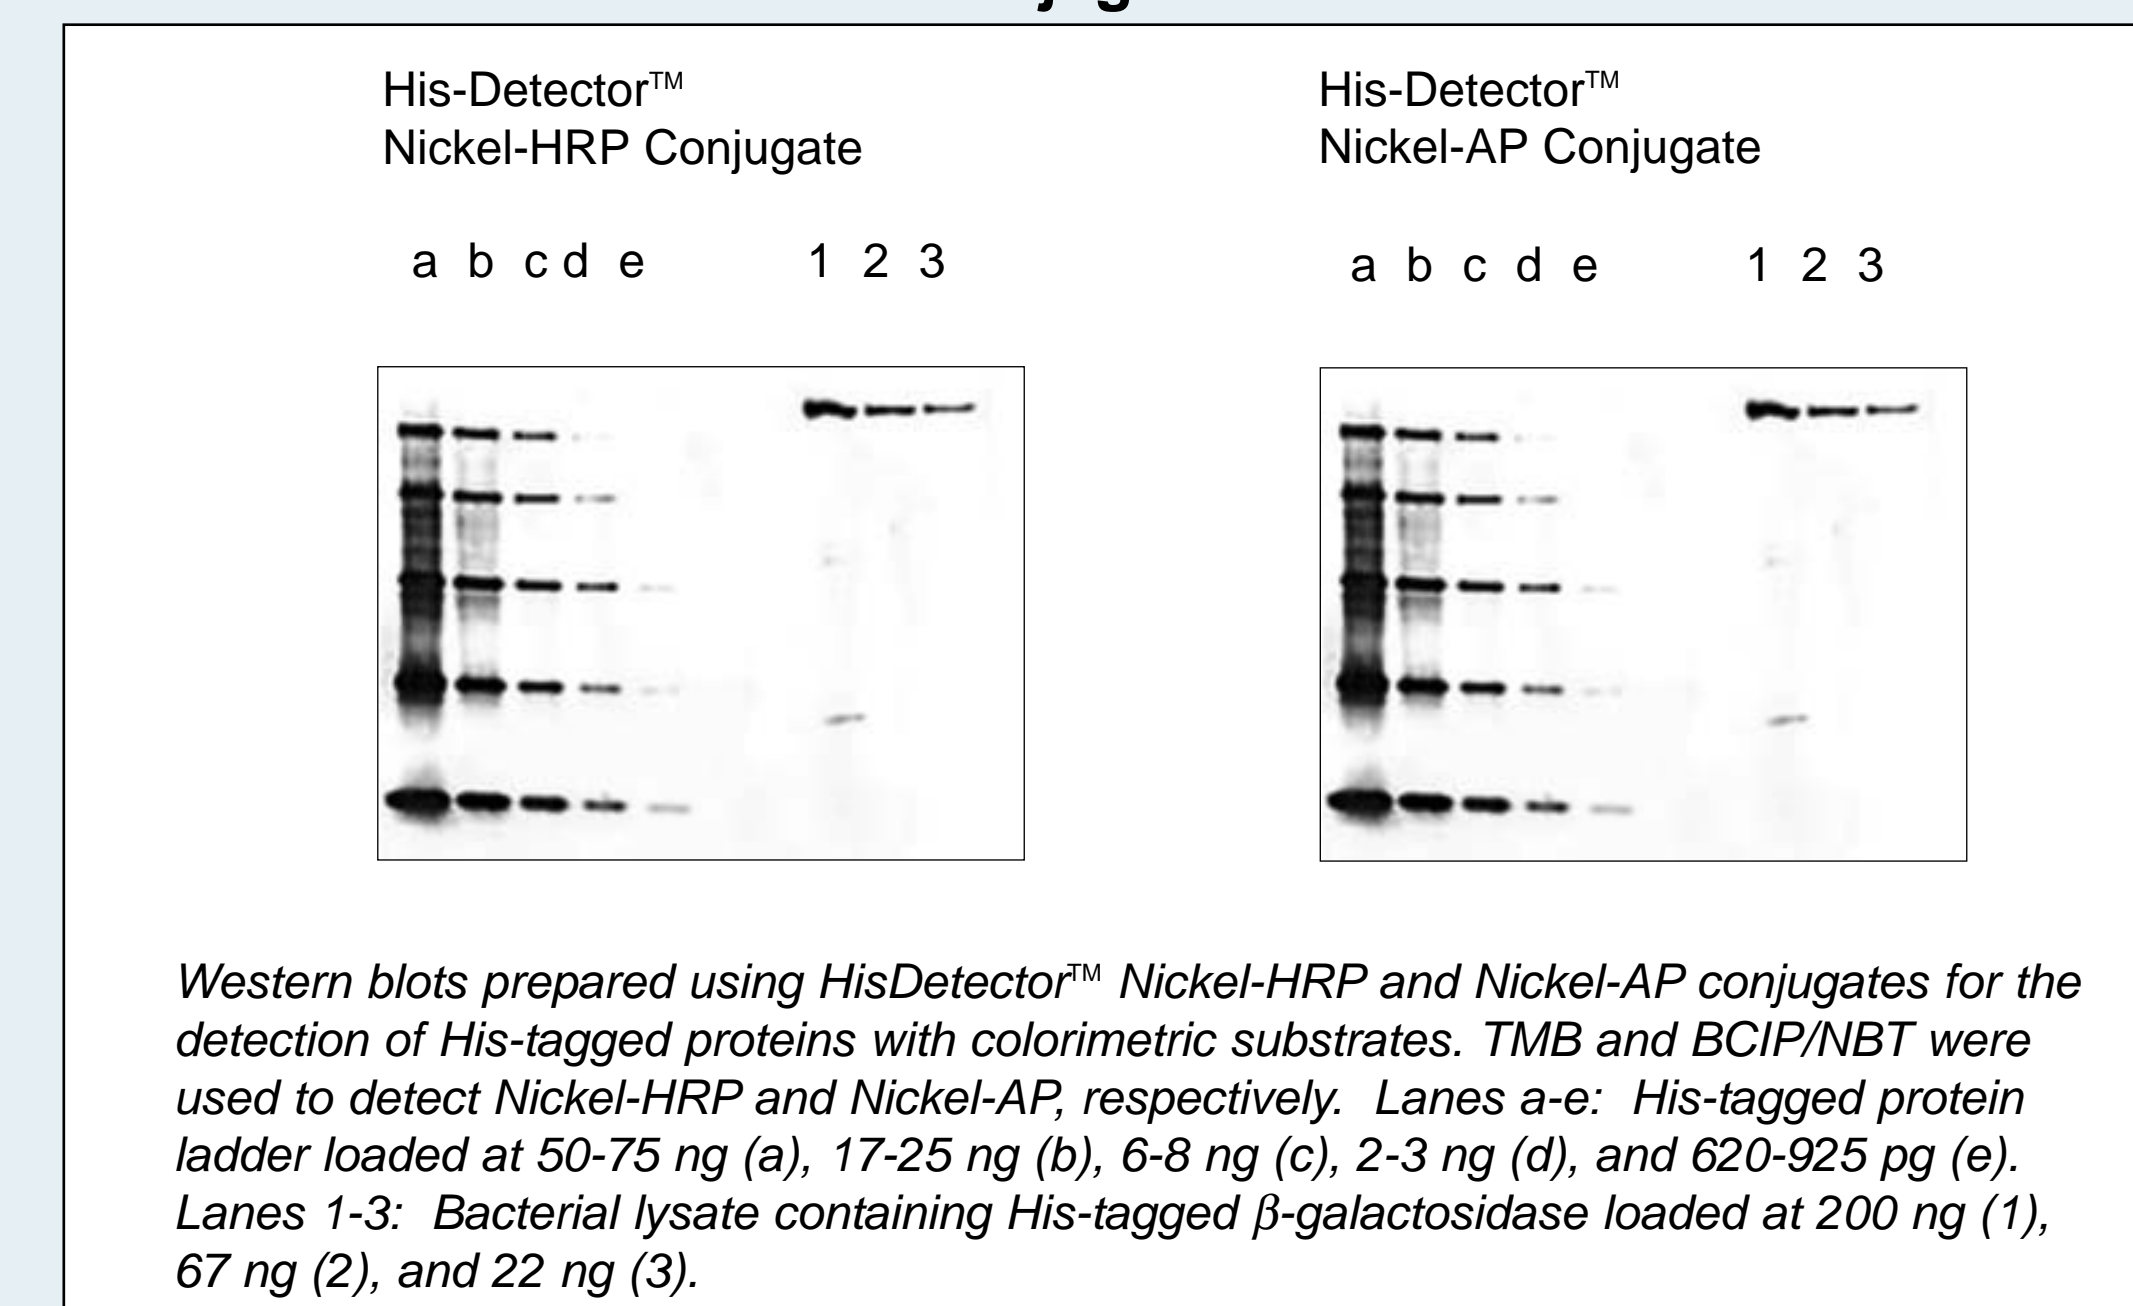 His-Detector™
Nickel-HRP Conjugate
His-Detector™
Nickel-AP Conjugate
a b c d e 1 2 3
a b c d e 1 2 3
Western blots prepared using HisDetector™ Nickel-HRP and Nickel-AP conjugates for the
detection of His-tagged proteins with colorimetric substrates. TMB and BCIP/NBT were
used to detect Nickel-HRP and Nickel-AP, respectively. Lanes a-e: His-tagged protein
ladder loaded at 50-75 ng (a), 17-25 ng (b), 6-8 ng (c), 2-3 ng (d), and 620-925 pg (e).
Lanes 1-3: Bacterial lysate containing His-tagged β-galactosidase loaded at 200 ng (1),
67 ng (2), and 22 ng (3).